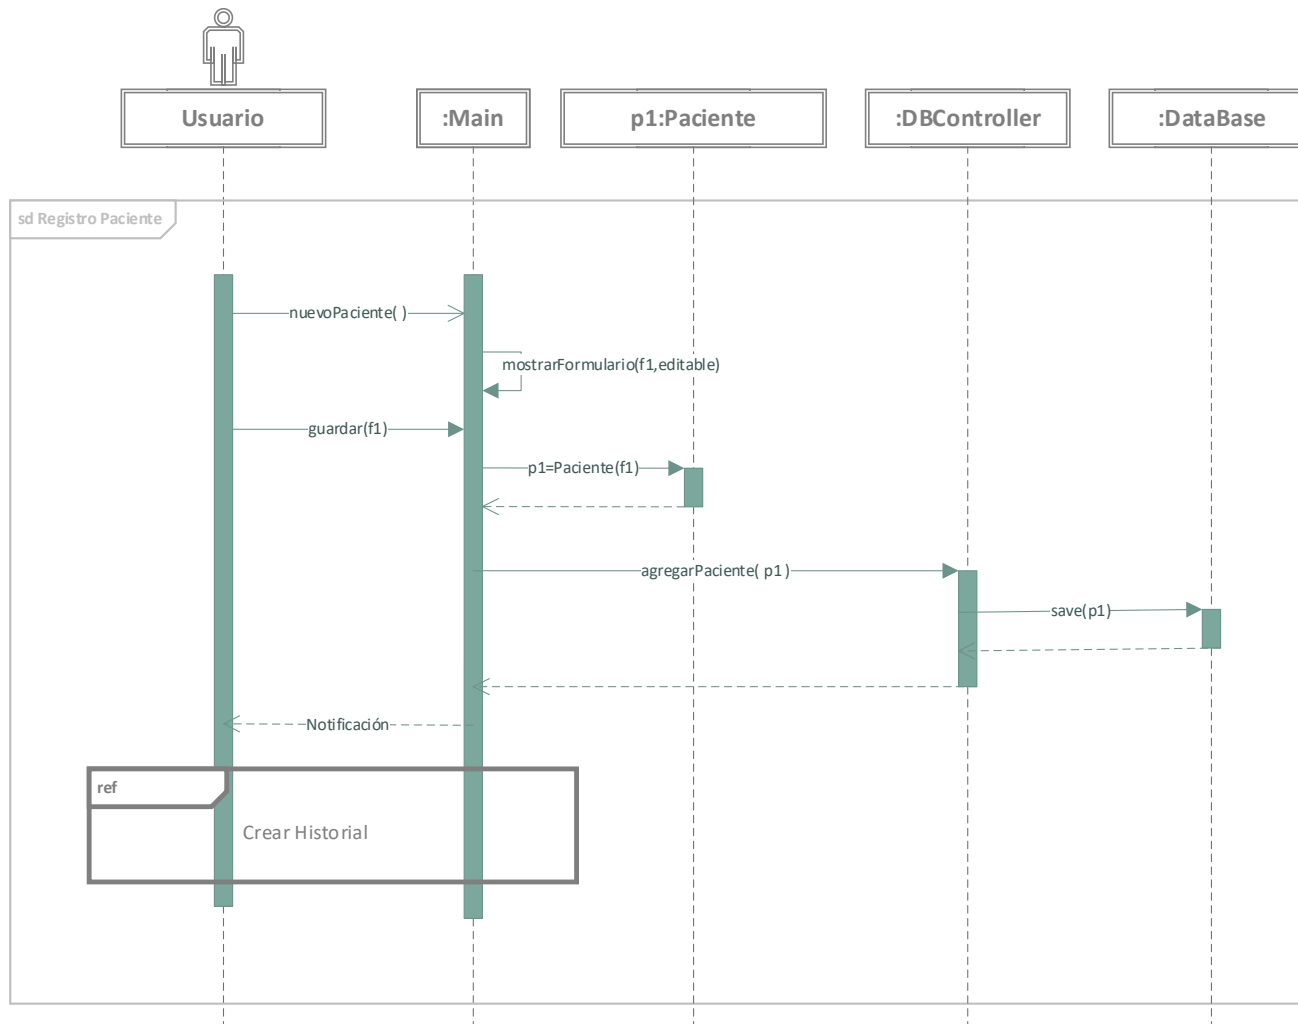 Usuario
:Main
p1:Paciente
:DBController
:DataBase
sd Registro Paciente
nuevoPaciente( )
mostrarFormulario(f1,editable)
guardar(f1)
p1=Paciente(f1)
agregarPaciente( p1 )
save(p1)
Notificación
ref
Crear Historial